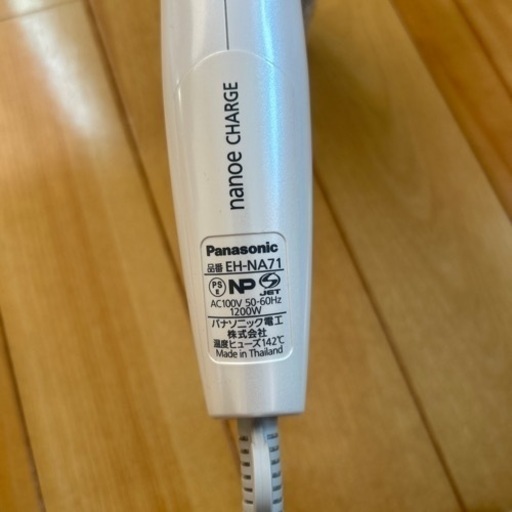 nanoe CHARGE
Panasonic
品番 EH-NA71
PS E NP S JET
AC100V 50-60Hz
1200W
パナソニック電工
株式会社
温度ヒューズ142℃
Made in Thailand